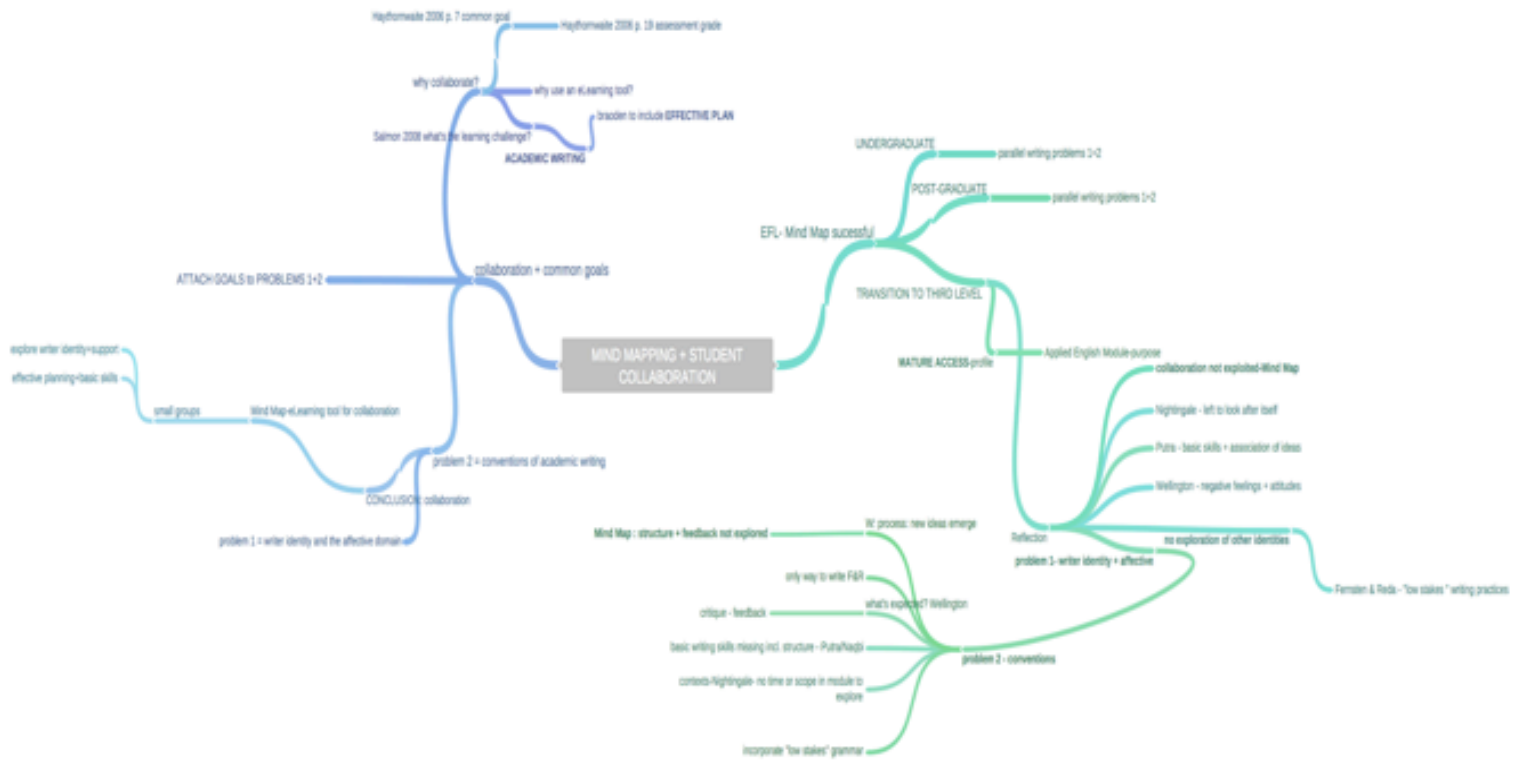 Haythornwaite 2006 p. 7 common goal
Haythornwaite 2006 p. 19 assessment grade
why collaborate?
why use an eLearning tool?
braoden to include EFFECTIVE PLAN
Salmon 2008 what's the learning challenge?
ACADEMIC WRITING
collaboration + common goals
ATTACH GOALS to PROBLEMS 1+2
explore writer identity+support
effective planning+basic skills
small groups
Mind Map-eLearning tool for collaboration
problem 2 = conventions of academic writing
CONCLUSION: collaboration
problem 1 = writer identity and the affective domain
MIND MAPPING + STUDENT
COLLABORATION
EFL- Mind Map sucessful
UNDERGRADUATE
parallel writing problems 1+2
POST-GRADUATE
parallel writing problems 1+2
TRANSITION TO THIRD LEVEL
MATURE ACCESS-profile
Applied English Module-purpose
collaboration not exploited-Mind Map
Nightingale - left to look after itself
Putra - basic skills + association of ideas
Wellington - negative feelings + attitudes
Reflection
no exploration of other identities
Fernsten & Reda - "low stakes " writing practices
problem 1- writer identity + affective
problem 2 - conventions
W. process: new ideas emerge
Mind Map : structure + feedback not explored
only way to write F&R
what's expected? Wellington
critique - feedback
basic writing skills missing incl. structure - Putra/Naqbi
contexts-Nightingale- no time or scope in module to
explore
incorporate "low stakes" grammar